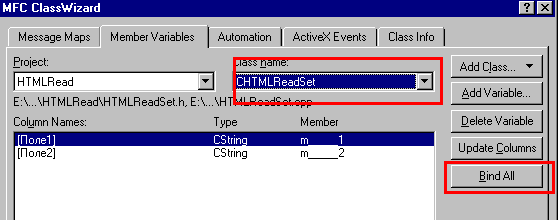 MFC ClassWizard
Message Maps Member Variables Automation ActiveX Events Class Info
Project: Class name: Add Class...
HTMLRead CHTMLReadSet
Add Variable...
E:\...\HTMLRead\HTMLReadSet.h, E:\...\HTMLReadSet.cpp
Column Names: Type Member Delete Variable
[Поле1] CString m_____1
[Поле2] CString m_____2 Update Columns
Bind All